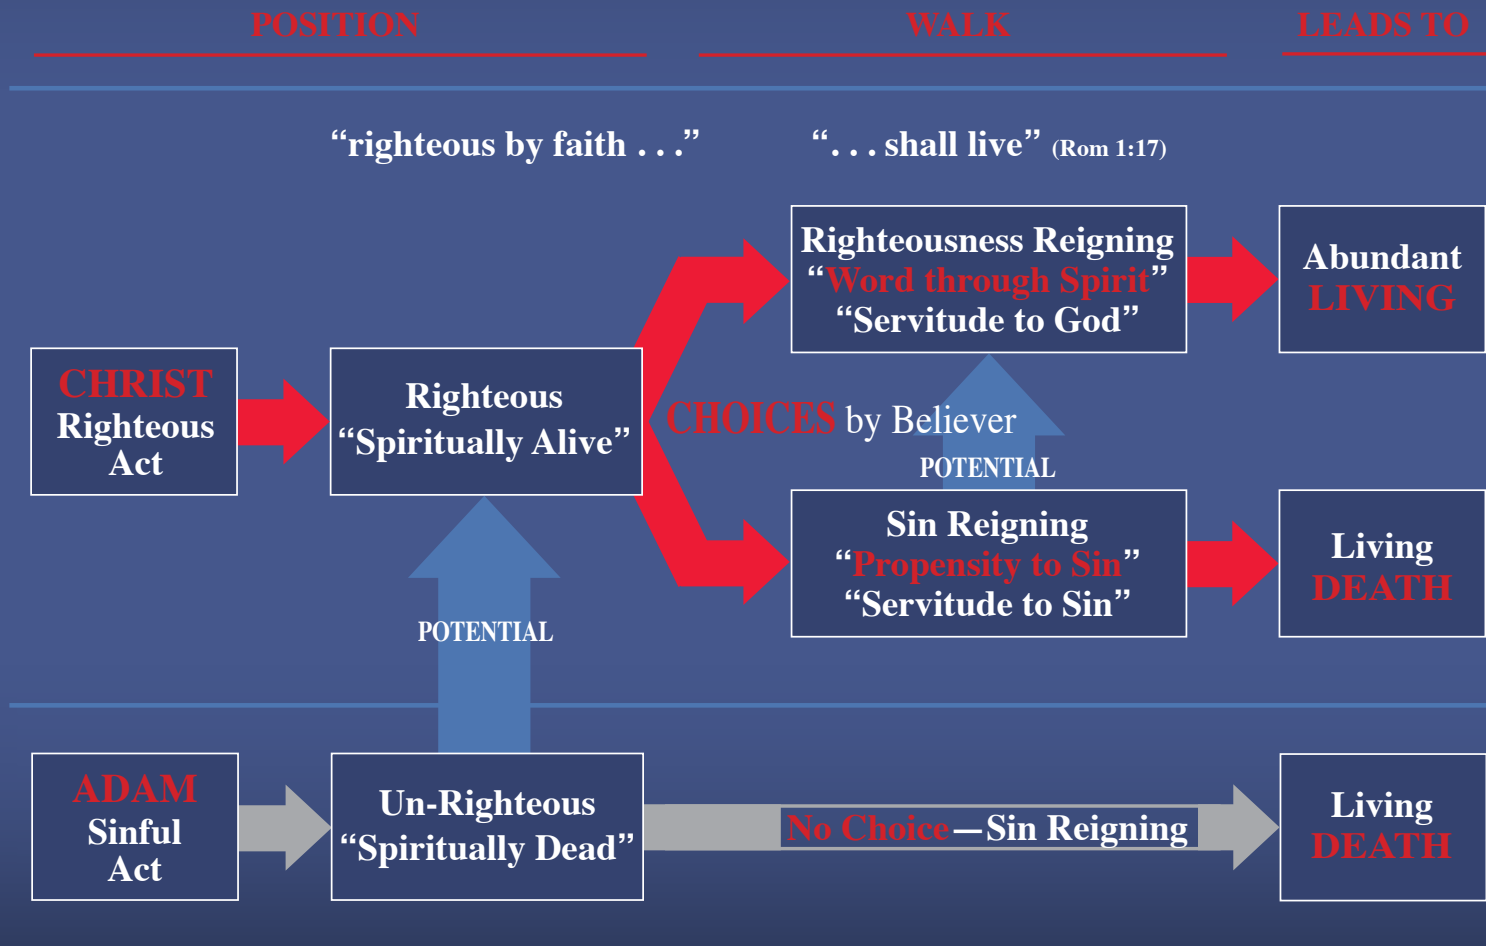 POSITION
WALK
LEADS TO
“righteous by faith . . .”
“. . . shall live” (Rom 1:17)
Righteousness Reigning
“Word through Spirit”
“Servitude to God”
Abundant
LIVING
CHRIST
Righteous
Act
Righteous
“Spiritually Alive”
CHOICES by Believer
POTENTIAL
Sin Reigning
“Propensity to Sin”
“Servitude to Sin”
Living
DEATH
POTENTIAL
ADAM
Sinful
Act
Un-Righteous
“Spiritually Dead”
No Choice—Sin Reigning
Living
DEATH